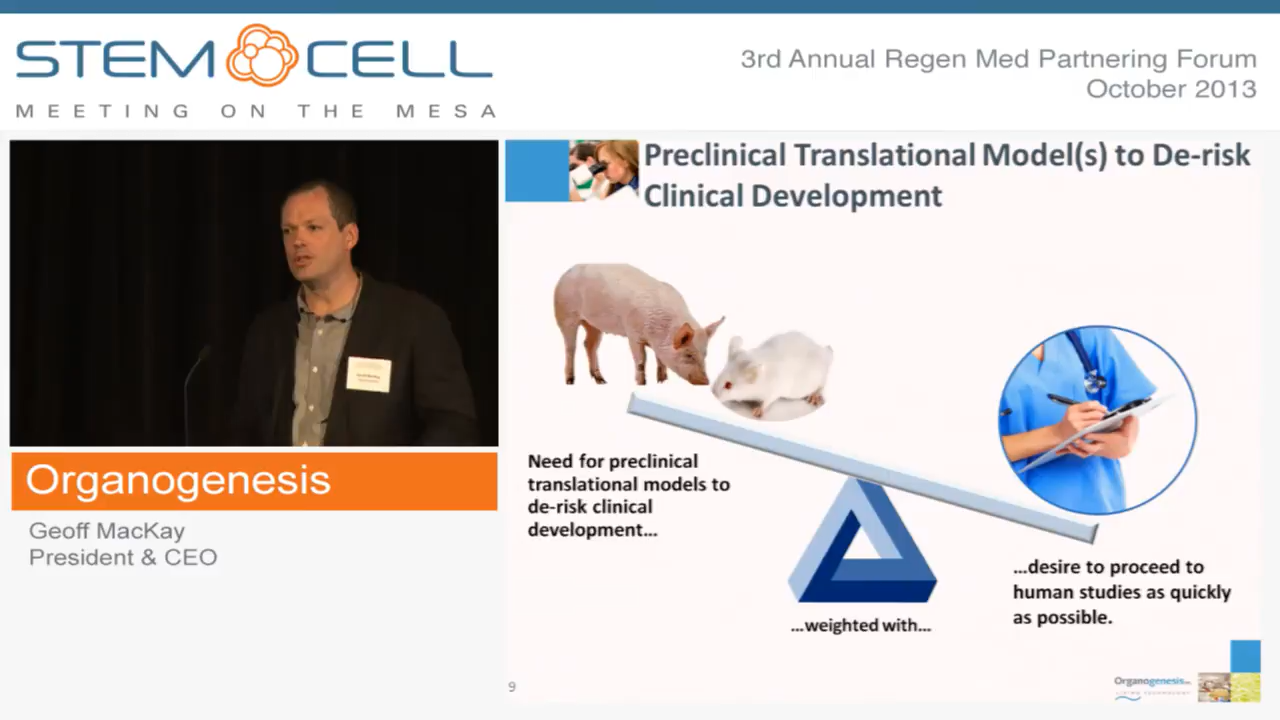 STEM CELL
MEETING ON THE MESA
3rd Annual Regen Med Partnering Forum
October 2013
Preclinical Translational Model(s) to De-risk
Clinical Development
Need for preclinical
translational models to
de-risk clinical
development...
...weighted with...
...desire to proceed to
human studies as quickly
as possible.
Organogenesis
Geoff MacKay
President & CEO
9
Organogenesis
LIVING TECHNOLOGY